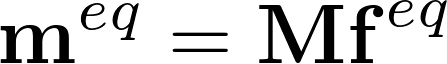 𝐦^{eq} = 𝐌𝐟^{eq}